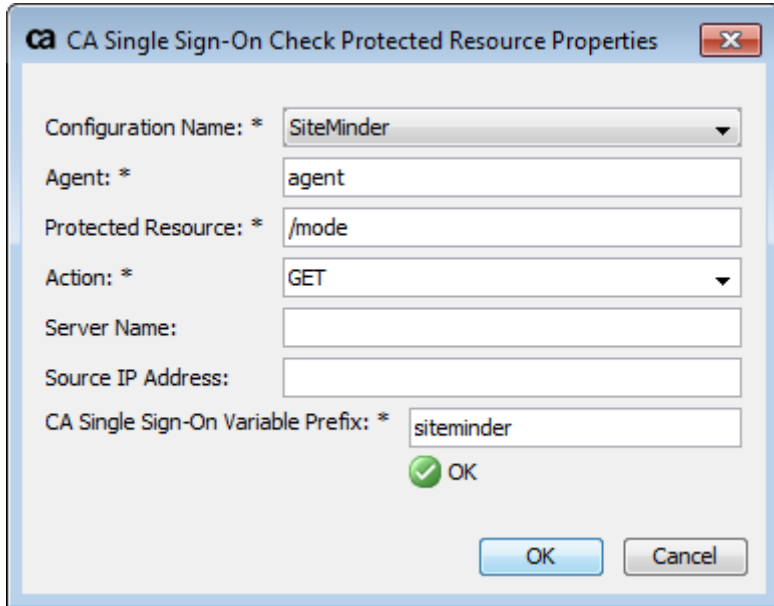 ca CA Single Sign-On Check Protected Resource Properties
Configuration Name: * SiteMinder
Agent: * agent
Protected Resource: * /mode
Action: * GET
Server Name:
Source IP Address:
CA Single Sign-On Variable Prefix: * siteminder
OK
OK Cancel